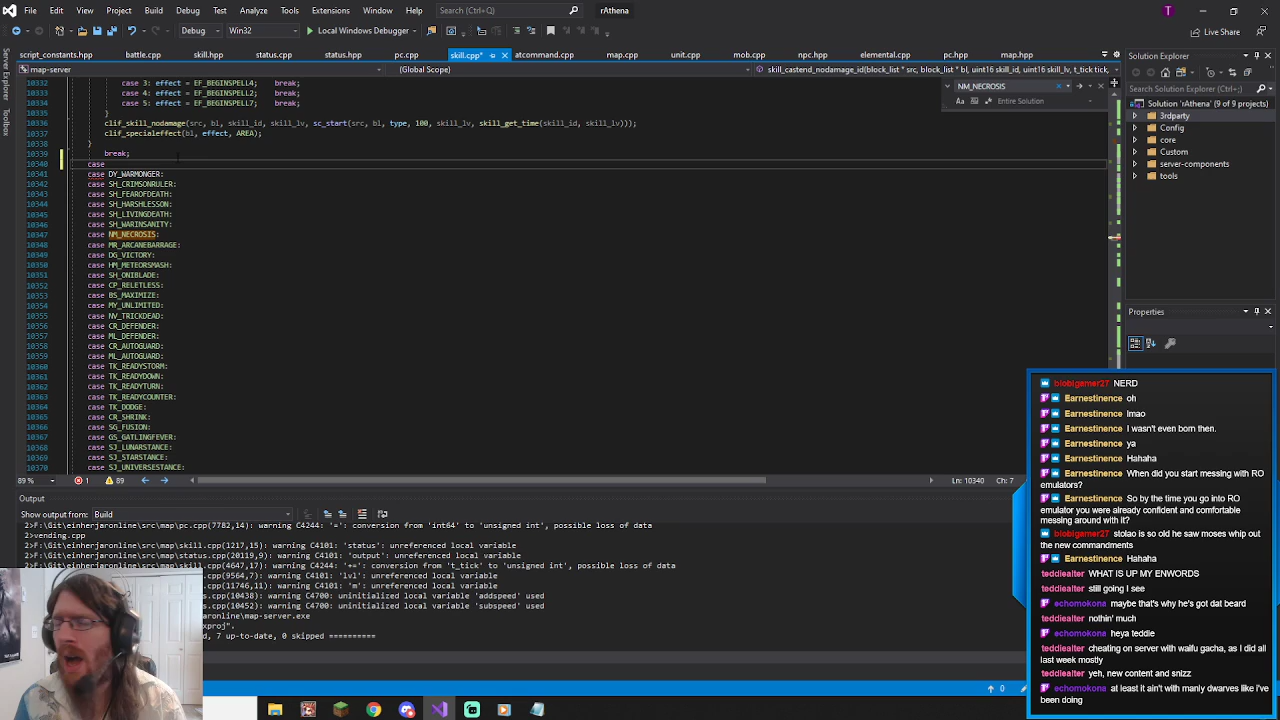 File Edit View Project Build Debug Test Analyze Tools Extensions Window Help Search (Ctrl+Q) rAthena T
Debug Win32 Local Windows Debugger Live Share
script_constants.hpp battle.cpp skill.hpp status.cpp status.hpp pc.cpp skill.cpp* atcommand.cpp map.cpp unit.cpp mob.cpp npc.hpp elemental.cpp pc.hpp map.hpp
Server Explorer
Toolbox
map-server (Global Scope) skill_castend_nodamage_id(block_list * src, block_list * bl, uint16 skill_id, uint16 skill_lv, t_tick tick,
NM_NECROSIS
Aa Entire Solution
10332 case 3: effect = EF_BEGINSPELL4; break;
10333 case 4: effect = EF_BEGINSPELL2; break;
10334 case 5: effect = EF_BEGINSPELL7; break;
10335 }
10336 clif_skill_nodamage(src, bl, skill_id, skill_lv, sc_start(src, bl, type, 100, skill_lv, skill_get_time(skill_id, skill_lv)));
10337 clif_specialeffect(bl, effect, AREA);
10338 }
10339 break;
10340 case
10341 case DY_WARMONGER:
10342 case SH_CRIMSONRULER:
10343 case SH_FEAROFDEATH:
10344 case SH_HARSHLESSON:
10345 case SH_LIVINGDEATH:
10346 case SH_WARINSANITY:
10347 case NM_NECROSIS:
10348 case MR_ARCANEBARRAGE:
10349 case DG_VICTORY:
10350 case HM_METEORSMASH:
10351 case SH_ONIBLADE:
10352 case CP_RELETLESS:
10353 case BS_MAXIMIZE:
10354 case MY_UNLIMITED:
10355 case NV_TRICKDEAD:
10356 case CR_DEFENDER:
10357 case ML_DEFENDER:
10358 case CR_AUTOGUARD:
10359 case ML_AUTOGUARD:
10360 case TK_READYSTORM:
10361 case TK_READYDOWN:
10362 case TK_READYTURN:
10363 case TK_READYCOUNTER:
10364 case TK_DODGE:
10365 case CR_SHRINK:
10366 case SG_FUSION:
10367 case GS_GATLINGFEVER:
10368 case SJ_LUNARSTANCE:
10369 case SJ_STARSTANCE:
10370 case SJ_UNIVERSESTANCE:
89 % 1 89 Ln: 10340 Ch: 7
Output
Show output from: Build
2>F:\Git\einherjaronline\src\map\pc.cpp(7782,14): warning C4244: '=': conversion from 'int64' to 'unsigned int', possible loss of data
2>vending.cpp
2>F:\Git\einherjaronline\src\map\skill.cpp(1217,15): warning C4101: 'status': unreferenced local variable
2>F:\Git\einherjaronline\src\map\status.cpp(20119,9): warning C4101: 'output': unreferenced local variable
2>F:\Git\einherjaronline\src\map\skill.cpp(4647,17): warning C4244: '+=': conversion from 't_tick' to 'unsigned int', possible loss of data
(9564,7): warning C4101: 'lvl': unreferenced local variable
(11746,11): warning C4101: 'm': unreferenced local variable
(10438): warning C4700: uninitialized local variable 'addspeed' used
(10452): warning C4700: uninitialized local variable 'subspeed' used
aronline\map-server.exe
xproj".
d, 7 up-to-date, 0 skipped ==========
Solution Explorer
Search Solution Explorer (Ctrl+;)
Solution 'rAthena' (9 of 9 projects)
3rdparty
Config
core
Custom
server-components
tools
Properties
blobigamer27 NERD
Earnestinence oh
Earnestinence lmao
Earnestinence I wasn't even born then.
Earnestinence ya
Earnestinence Hahaha
Earnestinence When did you start messing with RO
emulators?
Earnestinence So by the time you go into RO
emulator you were already confident and comfortable
messing around with it?
blobigamer27 stolao is so old he saw moses whip out
the new commandments
Earnestinence Hahaha
teddiealter WHAT IS UP MY ENWORDS
teddiealter still going I see
echomokona maybe that's why he's got dat beard
teddiealter nothin' much
echomokona heya teddie
teddiealter cheating on server with waifu gacha, as I did all
last week mostly
teddiealter yeh, new content and snizz
echomokona at least it ain't with manly dwarves like i've
been doing
0